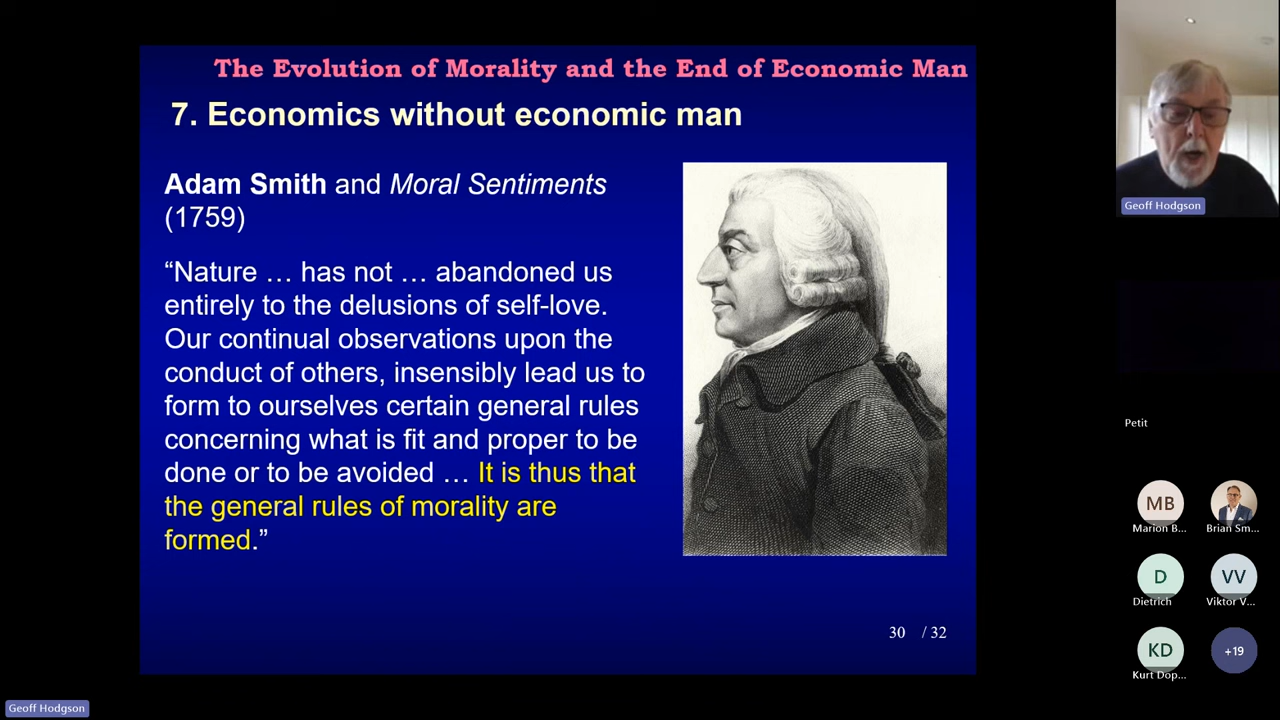 The Evolution of Morality and the End of Economic Man
7. Economics without economic man
Adam Smith and Moral Sentiments
(1759)
“Nature … has not … abandoned us
entirely to the delusions of self-love.
Our continual observations upon the
conduct of others, insensibly lead us to
form to ourselves certain general rules
concerning what is fit and proper to be
done or to be avoided … It is thus that
the general rules of morality are
formed.”
30 / 32
Geoff Hodgson
Petit
MB
Marion B...
Brian Sm...
D
Dietrich
VV
Viktor V...
KD
Kurt Dop...
+19
Geoff Hodgson